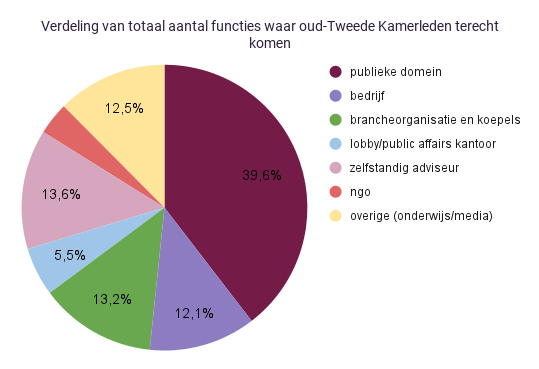 Verdeling van totaal aantal functies waar oud-Tweede Kamerleden terecht
komen
publieke domein
bedrijf
brancheorganisatie en koepels
lobby/public affairs kantoor
zelfstandig adviseur
ngo
overige (onderwijs/media)
12,5%
39,6%
13,6%
5,5%
13,2%
12,1%